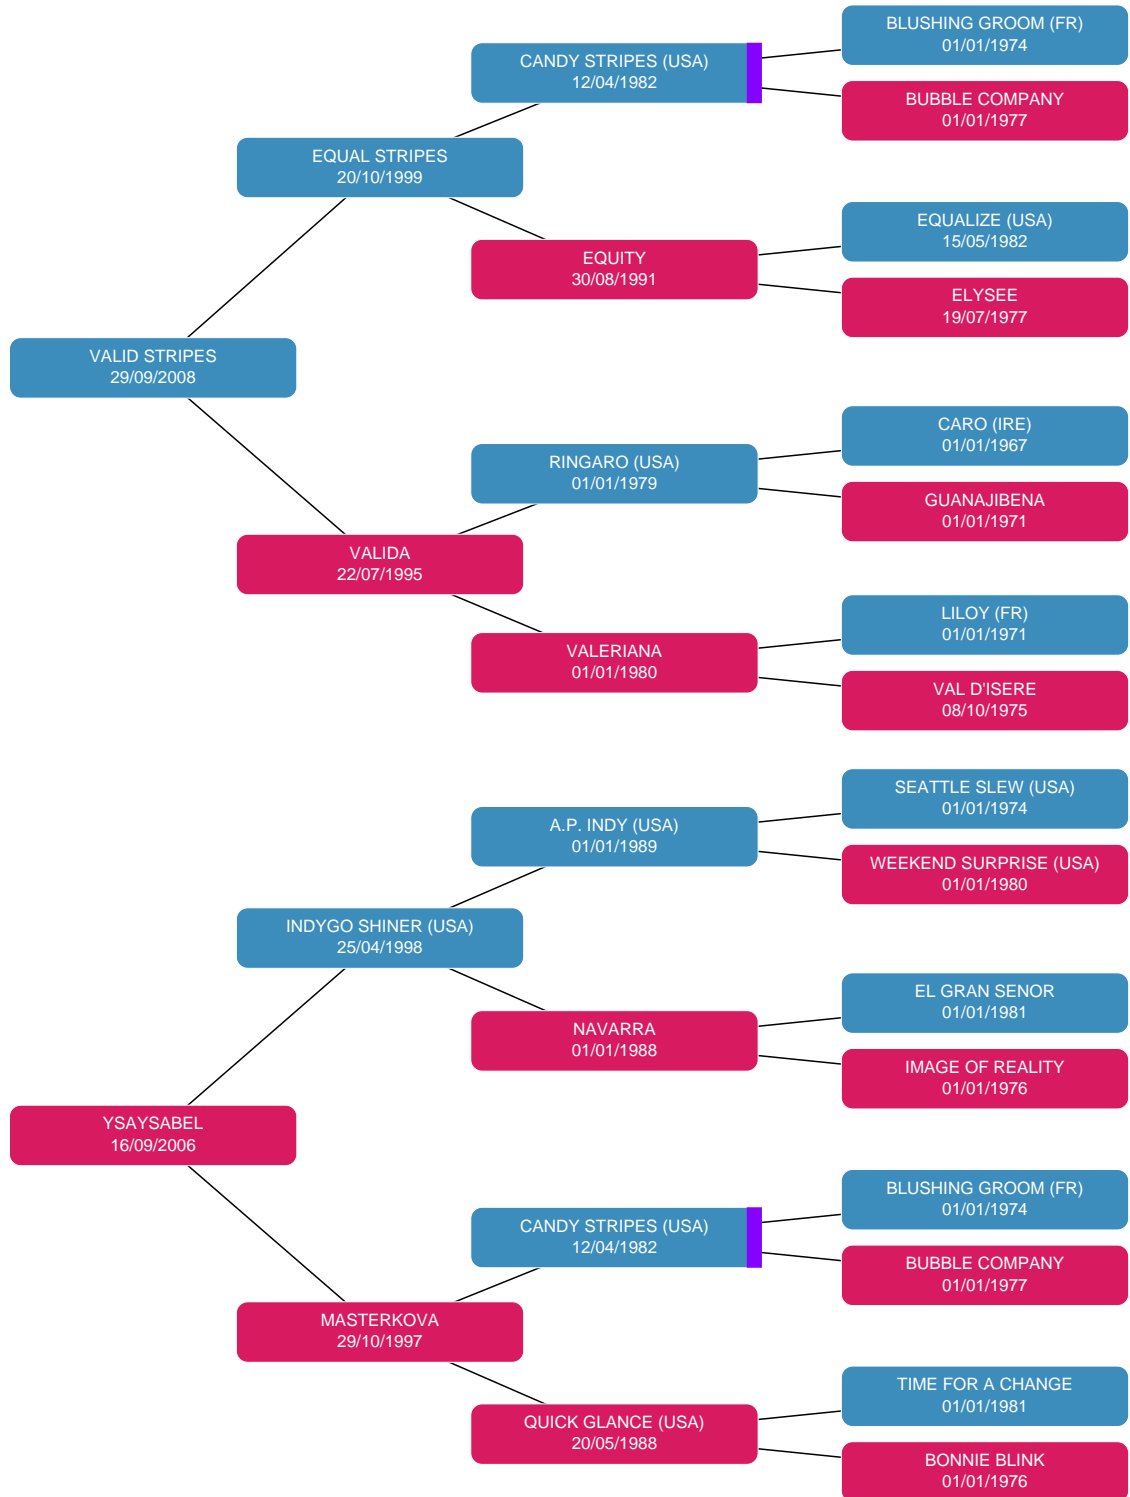 BLUSHING GROOM (FR)
01/01/1974
CANDY STRIPES (USA)
12/04/1982
BUBBLE COMPANY
01/01/1977
EQUAL STRIPES
20/10/1999
EQUALIZE (USA)
15/05/1982
EQUITY
30/08/1991
ELYSEE
19/07/1977
VALID STRIPES
29/09/2008
CARO (IRE)
01/01/1967
RINGARO (USA)
01/01/1979
GUANAJIBENA
01/01/1971
VALIDA
22/07/1995
LILOY (FR)
01/01/1971
VALERIANA
01/01/1980
VAL D'ISERE
08/10/1975
SEATTLE SLEW (USA)
01/01/1974
A.P. INDY (USA)
01/01/1989
WEEKEND SURPRISE (USA)
01/01/1980
INDYGO SHINER (USA)
25/04/1998
EL GRAN SENOR
01/01/1981
NAVARRA
01/01/1988
IMAGE OF REALITY
01/01/1976
YSAYSABEL
16/09/2006
BLUSHING GROOM (FR)
01/01/1974
CANDY STRIPES (USA)
12/04/1982
BUBBLE COMPANY
01/01/1977
MASTERKOVA
29/10/1997
TIME FOR A CHANGE
01/01/1981
QUICK GLANCE (USA)
20/05/1988
BONNIE BLINK
01/01/1976